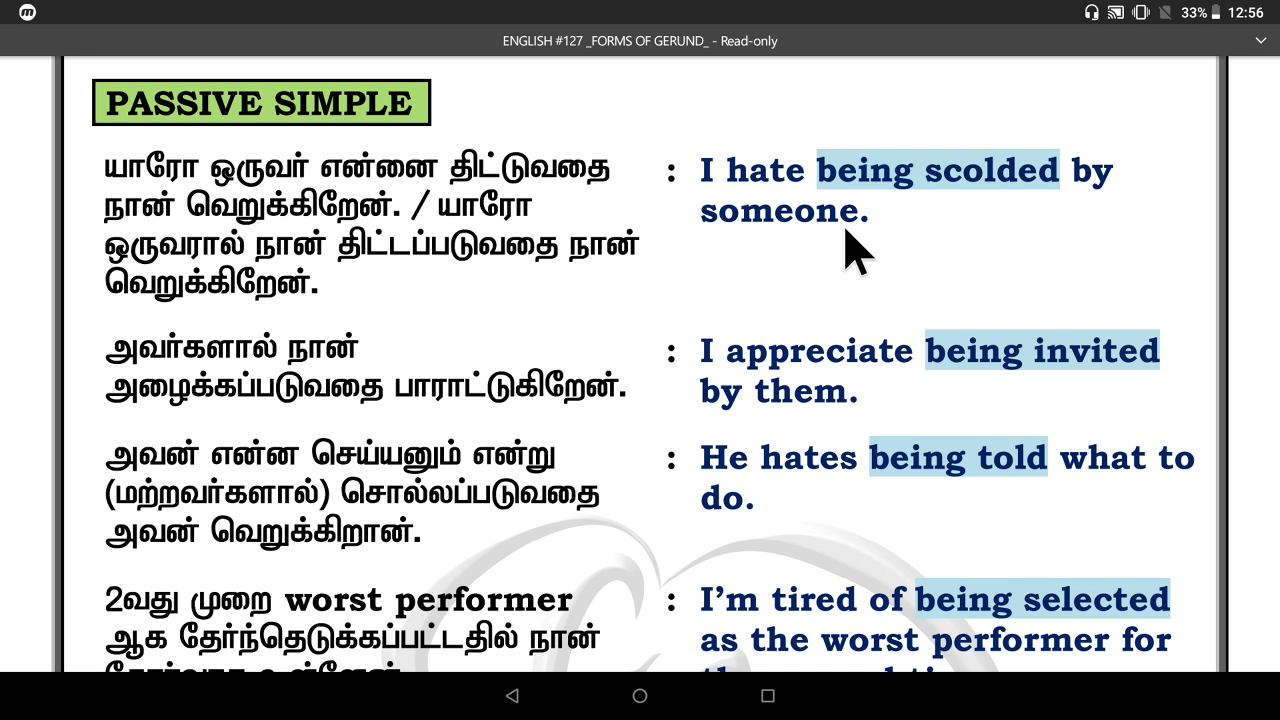 33% 12:56
ENGLISH #127 _FORMS OF GERUND_ - Read-only
PASSIVE SIMPLE
யாரோ ஒருவர் என்னை திட்டுவதை
நான் வெறுக்கிறேன். / யாரோ
ஒருவரால் நான் திட்டப்படுவதை நான்
வெறுக்கிறேன்.
: I hate being scolded by
someone.
அவர்களால் நான்
அழைக்கப்படுவதை பாராட்டுகிறேன்.
: I appreciate being invited
by them.
அவன் என்ன செய்யனும் என்று
(மற்றவர்களால்) சொல்லப்படுவதை
அவன் வெறுக்கிறான்.
: He hates being told what to
do.
2வது முறை worst performer
ஆக தேர்ந்தெடுக்கப்பட்டதில் நான்
: I'm tired of being selected
as the worst performer for